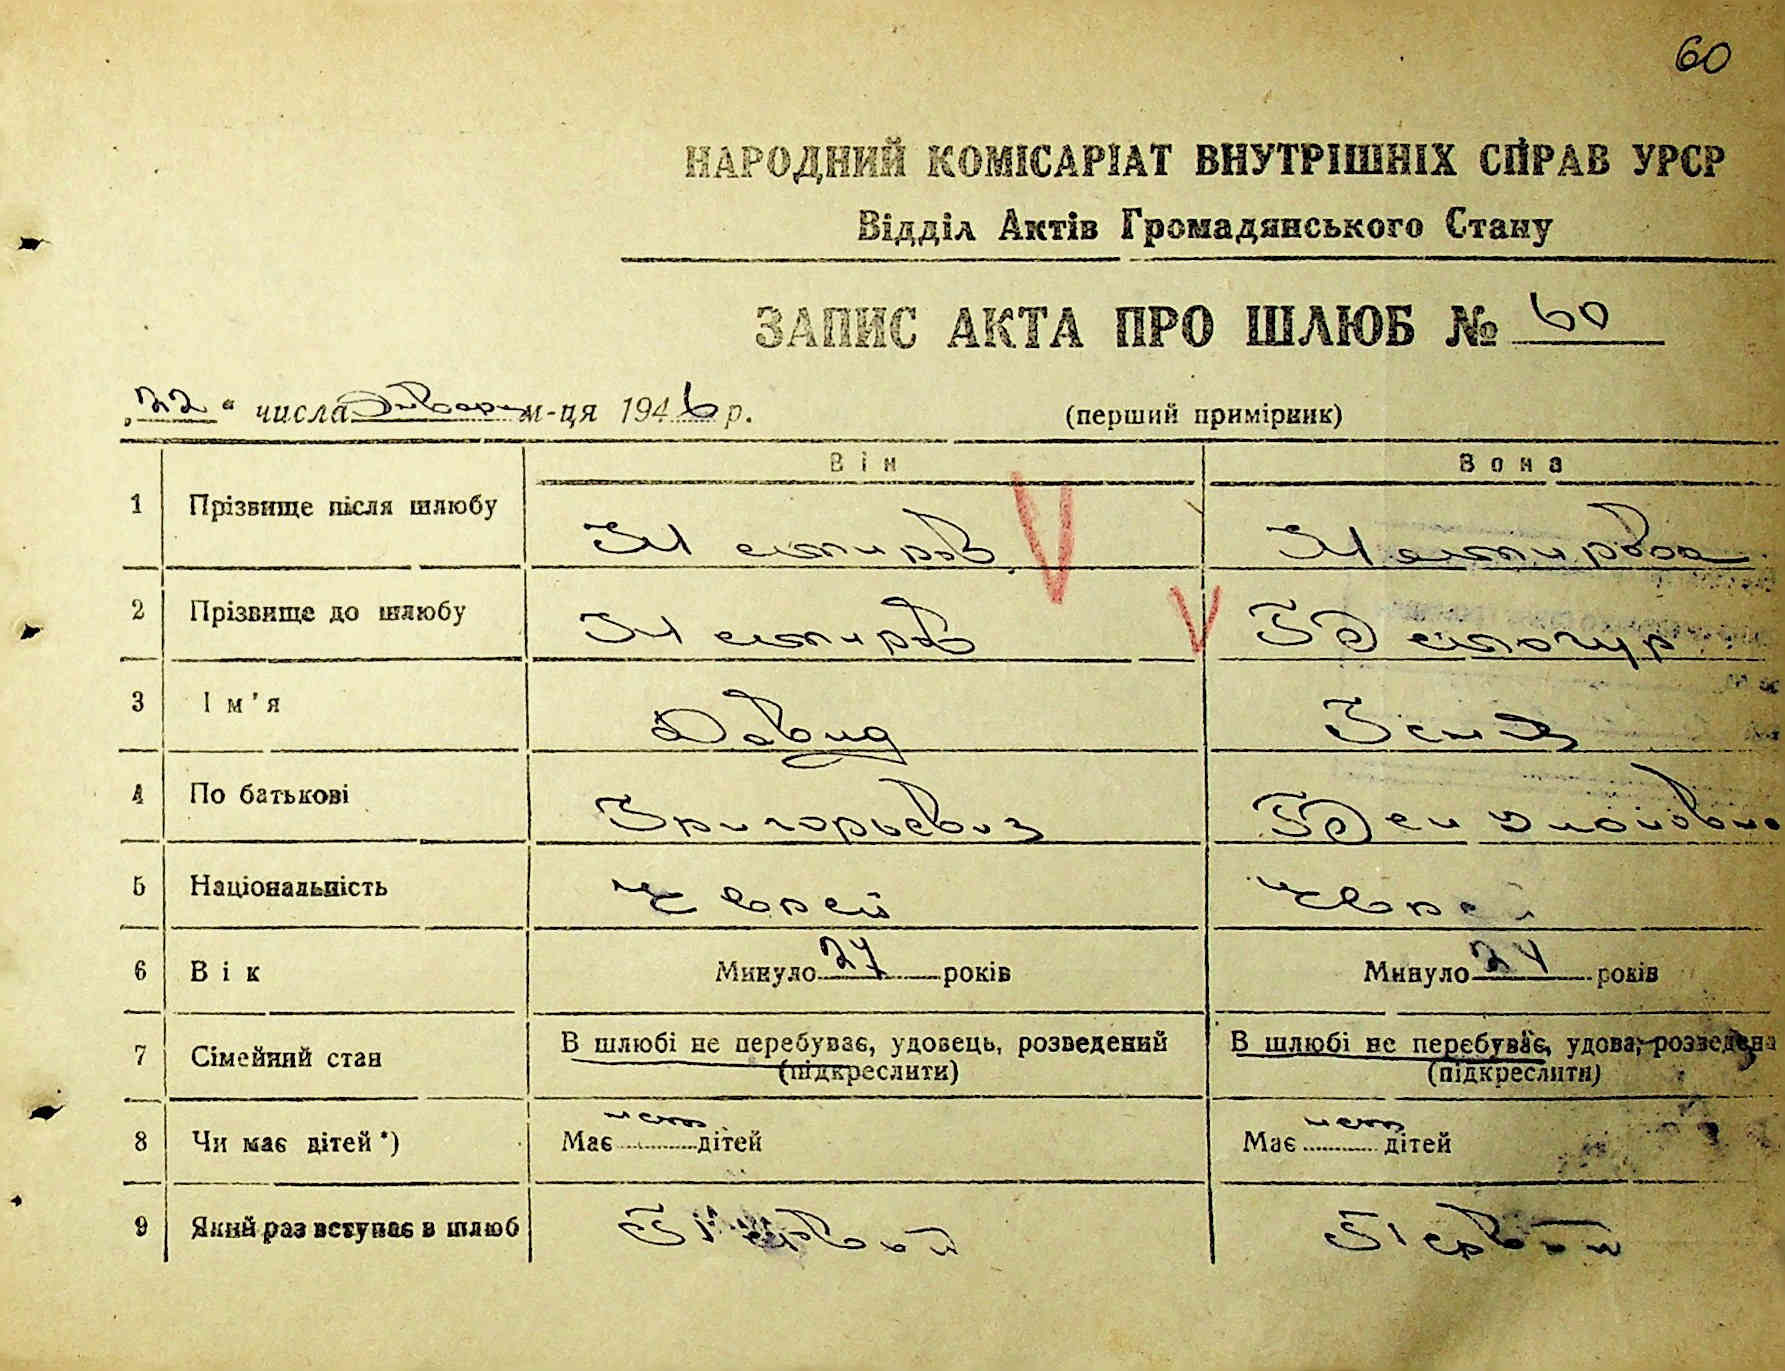 60
НАРОДНИЙ КОМІСАРІАТ ВНУТРІШНІХ СПРАВ УРСР
Відділ Актів Громадянського Стану
ЗАПИС АКТА ПРО ШЛЮБ № 60
„22“ числа Январ м-ця 1946 р. (перший примірник)
Він Вона
1 Прізвище після шлюбу
2 Прізвище до шлюбу
3 Ім'я Давид
4 По батькові Григорьевич
5 Національність Еврей Еврей
6 Вік Минуло 27 років Минуло 24 років
7 Сімейний стан В шлюбі не перебуває, удовець, розведений В шлюбі не перебуває, удова, розведена
(підкреслити) (підкреслити)
8 Чи має дітей *) Має нет дітей Має нет дітей
9 Який раз вступає в шлюб Первый Первый